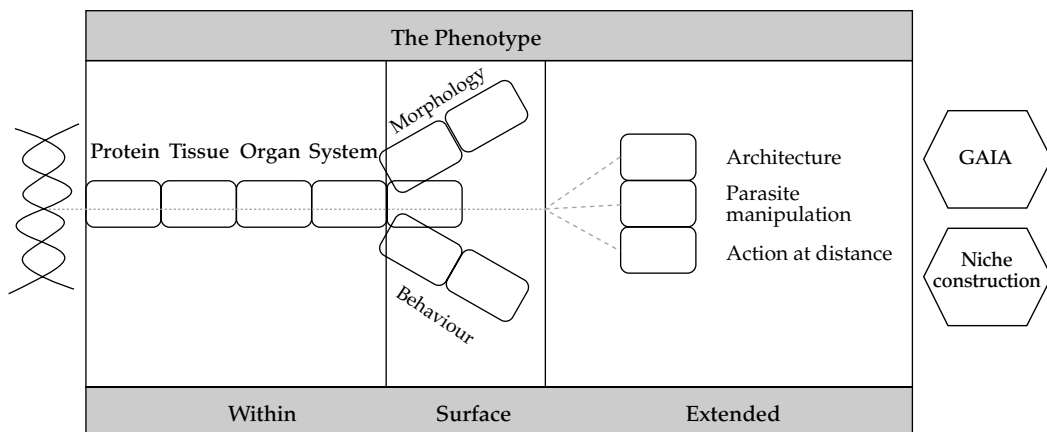 The Phenotype
Protein Tissue Organ System
Morphology
Behaviour
Architecture
Parasite
manipulation
Action at distance
GAIA
Niche
construction
Within
Surface
Extended